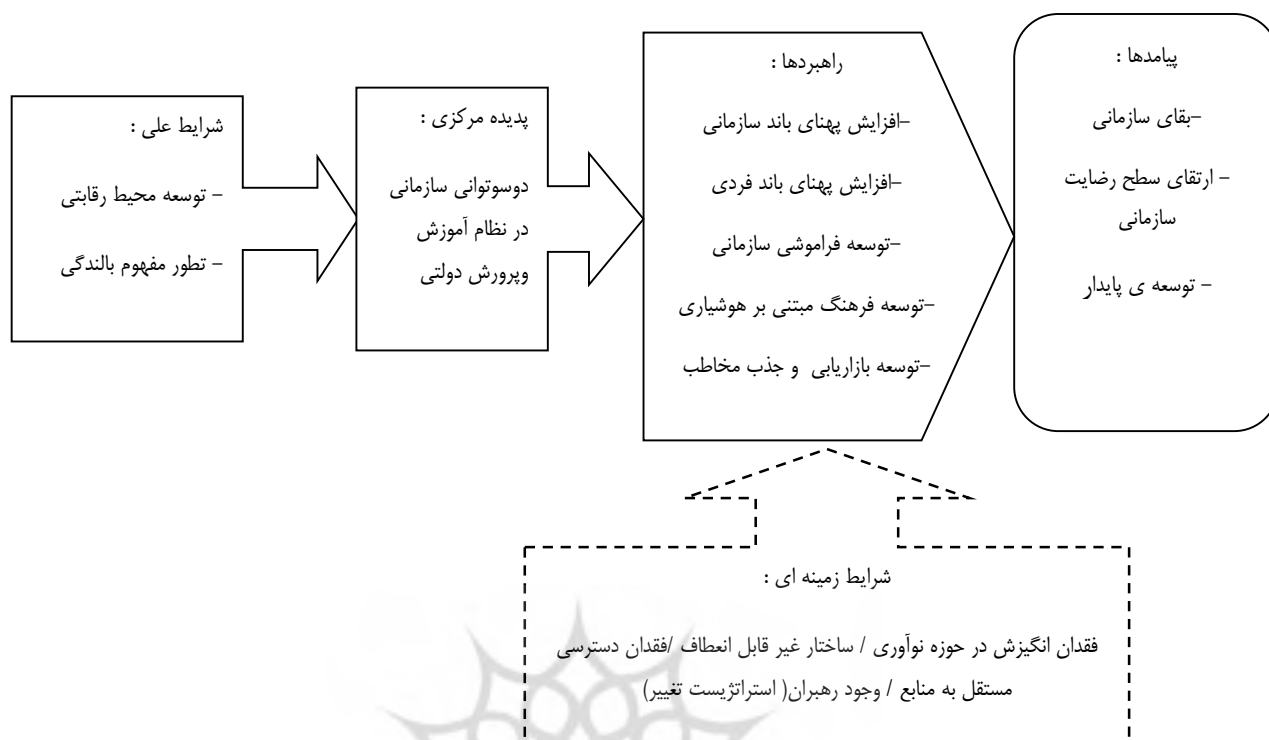 شرایط علی :
– توسعه محیط رقابتی
– تطور مفهوم بالندگی
پدیده مرکزی :
دوسوتوانی سازمانی
در نظام آموزش
وپرورش دولتی
راهبردها :
–افزایش پهنای باند سازمانی
–افزایش پهنای باند فردی
–توسعه فراموشی سازمانی
–توسعه فرهنگ مبتنی بر هوشیاری
–توسعه بازاریابی و جذب مخاطب
پیامدها :
–بقای سازمانی
– ارتقای سطح رضایت
سازمانی
– توسعه ی پایدار
شرایط زمینه ای :
فقدان انگیزش در حوزه نوآوری / ساختار غیر قابل انعطاف /فقدان دسترسی
مستقل به منابع / وجود رهبران( استراتژیست تغییر)